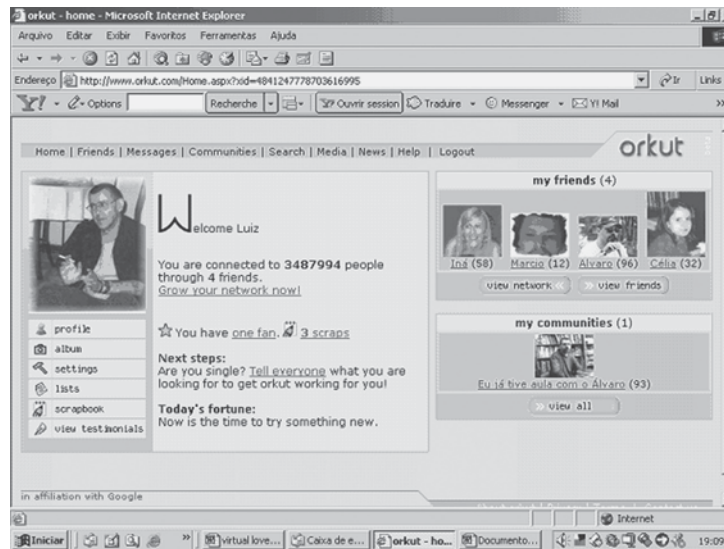 orkut - home - Microsoft Internet Explorer
Arquivo Editar Exibir Favoritos Ferramentas Ajuda
Endereço http://www.orkut.com/Home.aspx?xid=4841247778703616995 Ir Links
Y! Options Recherche Ouvrir session Traduire Messenger Y! Mail
Home | Friends | Messages | Communities | Search | Media | News | Help | Logout
orkut
Welcome Luiz
You are connected to 3487994 people
through 4 friends.
Grow your network now!
You have one fan. 3 scraps
Next steps:
Are you single? Tell everyone what you are
looking for to get orkut working for you!
Today's fortune:
Now is the time to try something new.
profile
album
settings
lists
scrapbook
view testimonials
my friends (4)
Iná (58) Marcio (12) Álvaro (96) Célia (32)
view network view friends
my communities (1)
Eu já tive aula com o Álvaro (93)
view all
in affiliation with Google
Internet
Iniciar virtual love... Caixa de e... orkut - ho... Documento...